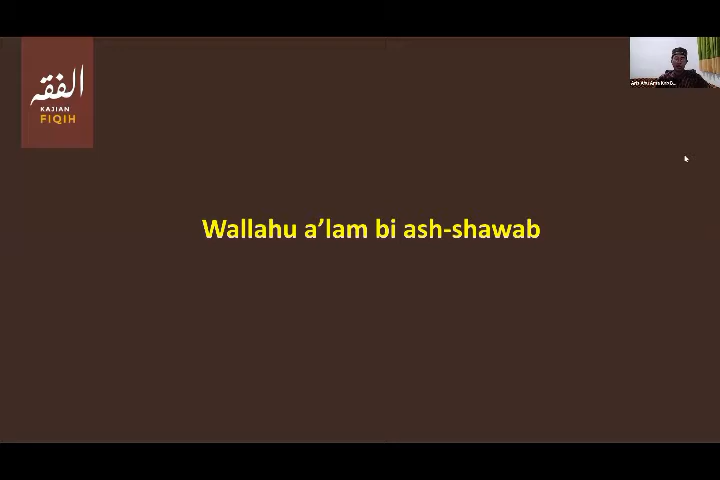 الفقه
KAJIAN
FIQIH
Wallahu a’lam bi ash-shawab